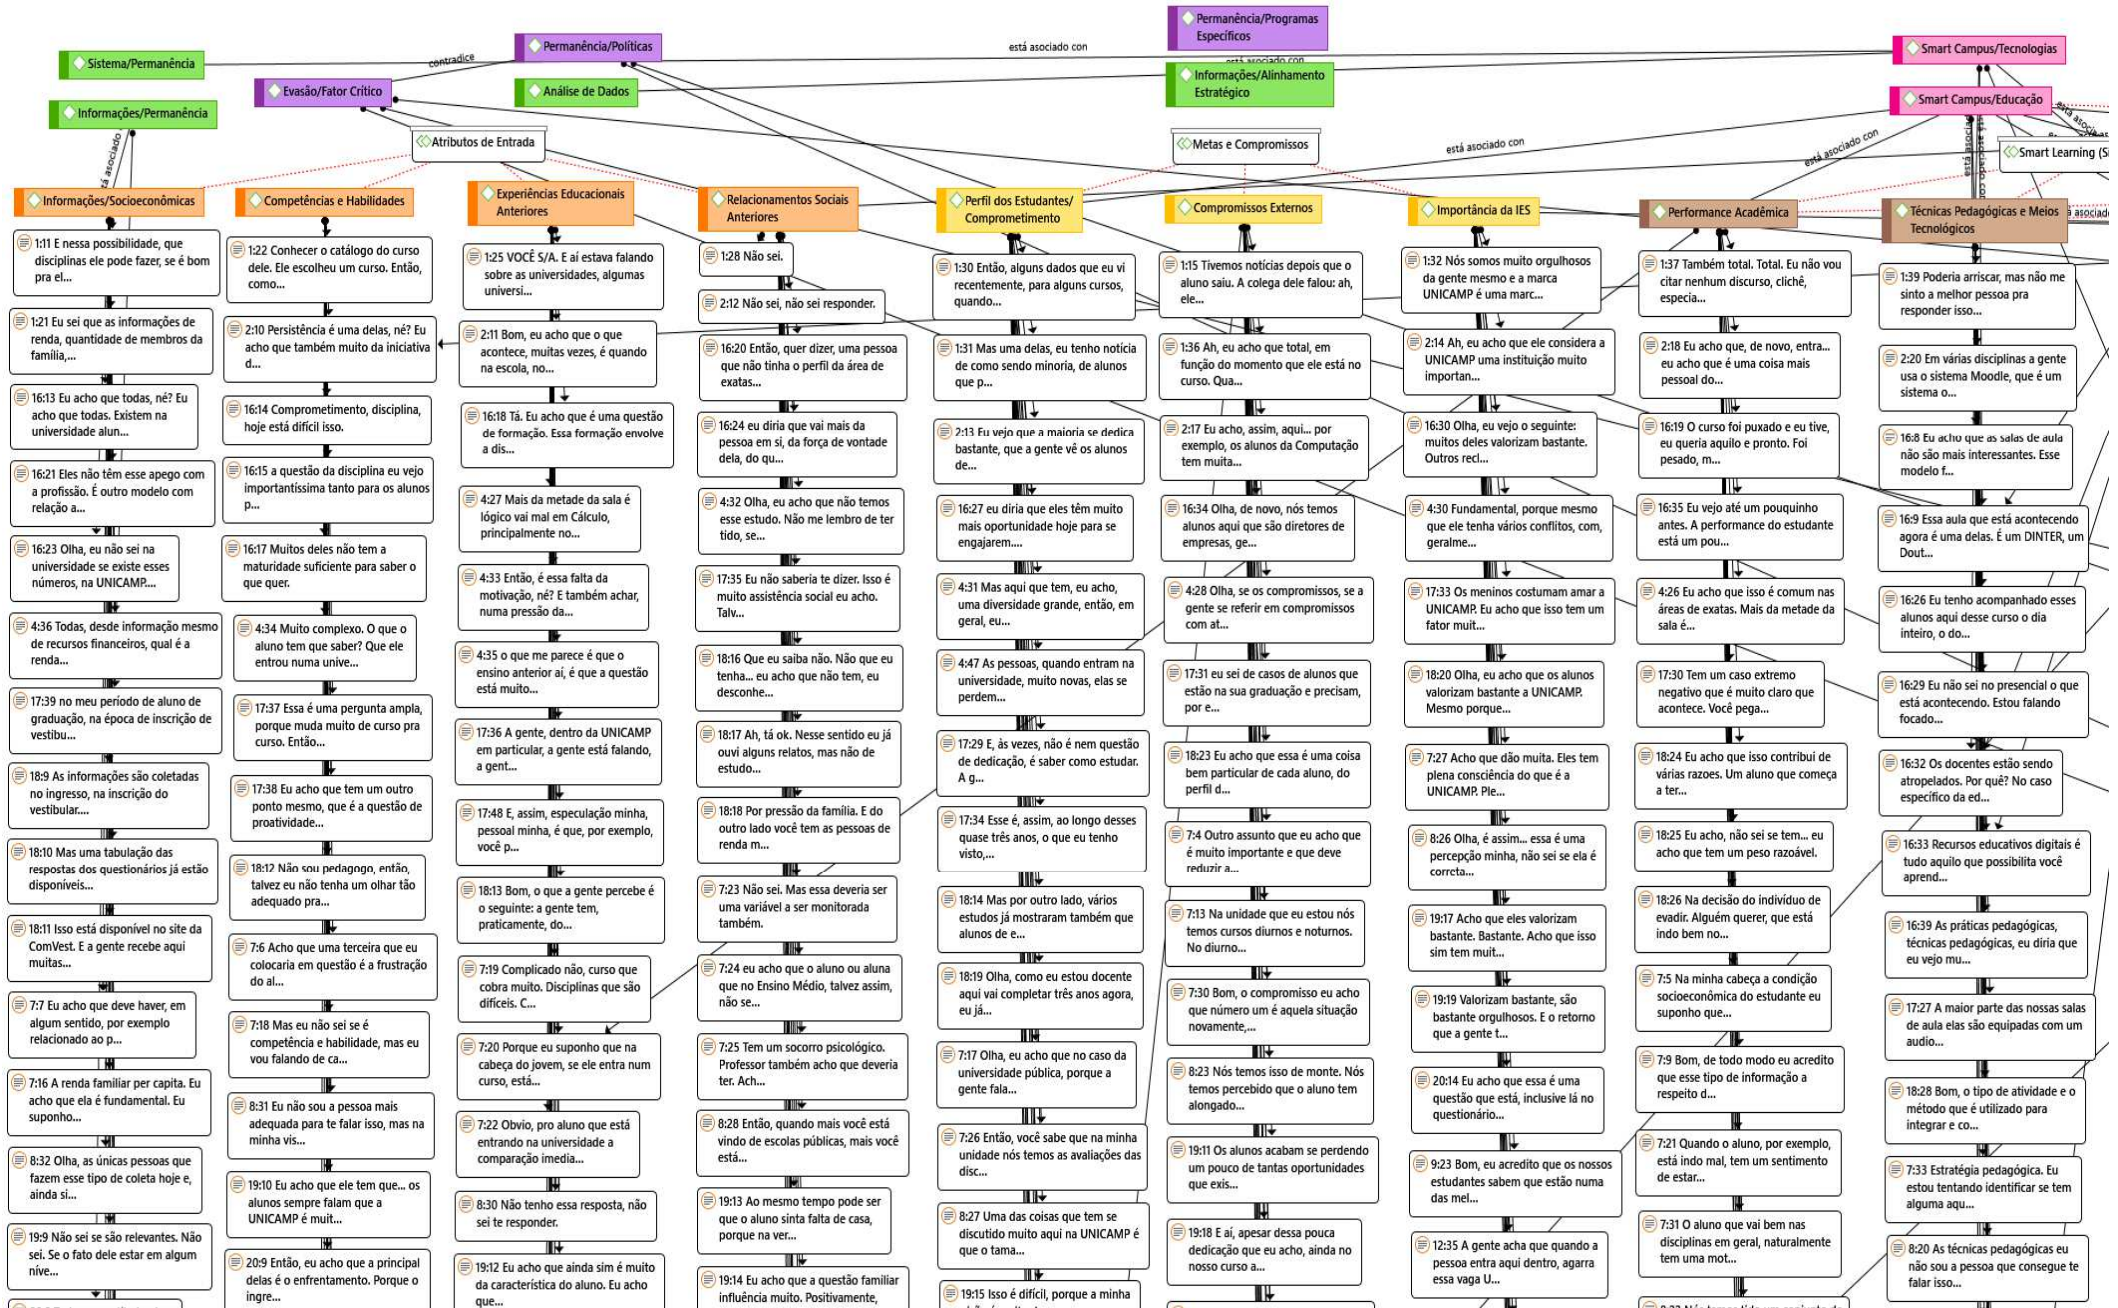 Permanência/Programas
Específicos
Permanência/Políticas
está asociado con
Smart Campus/Tecnologias
Sistema/Permanência
contradice
está asociado con
Evasão/Fator Crítico
Análise de Dados
Informações/Alinhamento
Estratégico
Smart Campus/Educação
Informações/Permanência
Atributos de Entrada
Metas e Compromissos
está asociado con
está asociado con
Smart Learning (S
Informações/Socioeconômicas
Competências e Habilidades
Experiências Educacionais
Anteriores
Relacionamentos Sociais
Anteriores
Perfil dos Estudantes/
Comprometimento
Compromissos Externos
Importância da IES
Performance Acadêmica
Técnicas Pedagógicas e Meios
Tecnológicos
1:11 E nessa possibilidade, que
disciplinas ele pode fazer, se é bom
pra el...
1:21 Eu sei que as informações de
renda, quantidade de membros da
família,...
16:13 Eu acho que todas, né? Eu
acho que todas. Existem na
universidade alun...
16:21 Eles não têm esse apego com
a profissão. É outro modelo com
relação a...
16:23 Olha, eu não sei na
universidade se existe esses
números, na UNICAMP....
4:36 Todas, desde informação mesmo
de recursos financeiros, qual é a
renda...
17:39 no meu período de aluno de
graduação, na época de inscrição de
vestibu...
18:9 As informações são coletadas
no ingresso, na inscrição do
vestibular....
18:10 Mas uma tabulação das
respostas dos questionários já estão
disponíveis...
18:11 Isso está disponível no site da
ComVest. E a gente recebe aqui
muitas...
7:7 Eu acho que deve haver, em
algum sentido, por exemplo
relacionado ao p...
7:16 A renda familiar per capita. Eu
acho que ela é fundamental. Eu
suponho...
8:32 Olha, as únicas pessoas que
fazem esse tipo de coleta hoje e,
ainda si...
19:9 Não sei se são relevantes. Não
sei. Se o fato dele estar em algum
níve...
1:22 Conhecer o catálogo do curso
dele. Ele escolheu um curso. Então,
como...
2:10 Persistência é uma delas, né? Eu
acho que também muito da iniciativa
d...
16:14 Comprometimento, disciplina,
hoje está difícil isso.
16:15 a questão da disciplina eu vejo
importantíssima tanto para os alunos
p...
16:17 Muitos deles não tem a
maturidade suficiente para saber o
que quer.
4:34 Muito complexo. O que o
aluno tem que saber? Que ele
entrou numa unive...
17:37 Essa é uma pergunta ampla,
porque muda muito de curso pra
curso. Então...
17:38 Eu acho que tem um outro
ponto mesmo, que é a questão de
proatividade...
18:12 Não sou pedagogo, então,
talvez eu não tenha um olhar tão
adequado pra...
7:6 Acho que uma terceira que eu
colocaria em questão é a frustração
do al...
7:18 Mas eu não sei se é
competência e habilidade, mas eu
vou falando de ca...
8:31 Eu não sou a pessoa mais
adequada para te falar isso, mas na
minha vis...
19:10 Eu acho que ele tem que... os
alunos sempre falam que a
UNICAMP é muit...
20:9 Então, eu acho que a principal
delas é o enfrentamento. Porque o
ingre...
1:25 VOCÊ S/A. E aí estava falando
sobre as universidades, algumas
universi...
2:11 Bom, eu acho que o que
acontece, muitas vezes, é quando
na escola, no...
16:18 Tá. Eu acho que é uma questão
de formação. Essa formação envolve
a dis...
4:27 Mais da metade da sala é
lógico vai mal em Cálculo,
principalmente no...
4:33 Então, é essa falta da
motivação, né? E também achar,
numa pressão da...
4:35 o que me parece é que o
ensino anterior aí, é que a questão
está muito...
17:36 A gente, dentro da UNICAMP
em particular, a gente está falando,
a gent...
17:48 E, assim, especulação minha,
pessoal minha, é que, por exemplo,
você p...
18:13 Bom, o que a gente percebe é
o seguinte: a gente tem,
praticamente, do...
7:19 Complicado não, curso que
cobra muito. Disciplinas que são
difíceis. C...
7:20 Porque eu suponho que na
cabeça do jovem, se ele entra num
curso, está...
7:22 Obvio, pro aluno que está
entrando na universidade a
comparação imedia...
8:30 Não tenho essa resposta, não
sei te responder.
19:12 Eu acho que ainda sim é muito
da característica do aluno. Eu acho
que...
1:28 Não sei.
2:12 Não sei, não sei responder.
16:20 Então, quer dizer, uma pessoa
que não tinha o perfil da área de
exatas...
16:24 eu diria que vai mais da
pessoa em si, da força de vontade
dela, do qu...
4:32 Olha, eu acho que não temos
esse estudo. Não me lembro de ter
tido, se...
17:35 Eu não saberia te dizer. Isso é
muito assistência social eu acho.
Talv...
18:16 Que eu saiba não. Não que eu
tenha... eu acho que não tem, eu
desconhe...
18:17 Ah, tá ok. Nesse sentido eu já
ouvi alguns relatos, mas não de
estudo...
18:18 Por pressão da família. E do
outro lado você tem as pessoas de
renda m...
7:23 Não sei. Mas essa deveria ser
uma variável a ser monitorada
também.
7:24 eu acho que o aluno ou aluna
que no Ensino Médio, talvez assim,
não se...
7:25 Tem um socorro psicológico.
Professor também acho que deveria
ter. Ach...
8:28 Então, quando mais você está
vindo de escolas públicas, mais você
está...
19:13 Ao mesmo tempo pode ser
que o aluno sinta falta de casa,
porque na ver...
19:14 Eu acho que a questão familiar
influência muito. Positivamente,
1:30 Então, alguns dados que eu vi
recentemente, para alguns cursos,
quando...
1:31 Mas uma delas, eu tenho notícia
de como sendo minoria, de alunos
que p...
2:13 Eu vejo que a maioria se dedica
bastante, que a gente vê os alunos
de...
16:27 eu diria que eles têm muito
mais oportunidade hoje para se
engajarem....
4:31 Mas aqui que tem, eu acho,
uma diversidade grande, então, em
geral, eu...
4:47 As pessoas, quando entram na
universidade, muito novas, elas se
perdem...
17:29 E, às vezes, não é nem questão
de dedicação, é saber como estudar.
A g...
17:34 Esse é, assim, ao longo desses
quase três anos, o que eu tenho
visto,...
18:14 Mas por outro lado, vários
estudos já mostraram também que
alunos de e...
18:19 Olha, como eu estou docente
aqui vai completar três anos agora,
eu já...
7:17 Olha, eu acho que no caso da
universidade pública, porque a
gente fala...
7:26 Então, você sabe que na minha
unidade nós temos as avaliações das
disc...
8:27 Uma das coisas que tem se
discutido muito aqui na UNICAMP é
que o tama...
19:15 Isso é difícil, porque a minha
1:15 Tivemos notícias depois que o
aluno saiu. A colega dele falou: ah,
ele...
1:36 Ah, eu acho que total, em
função do momento que ele está no
curso. Qua...
2:17 Eu acho, assim, aqui... por
exemplo, os alunos da Computação
tem muita...
16:34 Olha, de novo, nós temos
alunos aqui que são diretores de
empresas, ge...
4:28 Olha, se os compromissos, se a
gente se referir em compromissos
com at...
17:31 eu sei de casos de alunos que
estão na sua graduação e precisam,
por e...
18:23 Eu acho que essa é uma coisa
bem particular de cada aluno, do
perfil d...
7:4 Outro assunto que eu acho que
é muito importante e que deve
reduzir a...
7:13 Na unidade que eu estou nós
temos cursos diurnos e noturnos.
No diurno...
7:30 Bom, o compromisso eu acho
que número um é aquela situação
novamente,...
8:23 Nós temos isso de monte. Nós
temos percebido que o aluno tem
alongado...
19:11 Os alunos acabam se perdendo
um pouco de tantas oportunidades
que exis...
19:18 E aí, apesar dessa pouca
dedicação que eu acho, ainda no
nosso curso a...
1:32 Nós somos muito orgulhosos
da gente mesmo e a marca
UNICAMP é uma marc...
2:14 Ah, eu acho que ele considera a
UNICAMP uma instituição muito
importan...
16:30 Olha, eu vejo o seguinte:
muitos deles valorizam bastante.
Outros recl...
4:30 Fundamental, porque mesmo
que ele tenha vários conflitos, com,
geralme...
17:33 Os meninos costumam amar a
UNICAMP. Eu acho que isso tem um
fator muit...
18:20 Olha, eu acho que os alunos
valorizam bastante a UNICAMP.
Mesmo porque...
7:27 Acho que dão muita. Eles tem
plena consciência do que é a
UNICAMP. Ple...
8:26 Olha, é assim... essa é uma
percepção minha, não sei se ela é
correta...
19:17 Acho que eles valorizam
bastante. Bastante. Acho que isso
sim tem muit...
19:19 Valorizam bastante, são
bastante orgulhosos. E o retorno
que a gente t...
20:14 Eu acho que essa é uma
questão que está, inclusive lá no
questionário...
9:23 Bom, eu acredito que os nossos
estudantes sabem que estão numa
das mel...
12:35 A gente acha que quando a
pessoa entra aqui dentro, agarra
essa vaga U...
1:37 Também total. Total. Eu não vou
citar nenhum discurso, clichê,
especia...
2:18 Eu acho que, de novo, entra...
eu acho que é uma coisa mais
pessoal do...
16:19 O curso foi puxado e eu tive,
eu queria aquilo e pronto. Foi
pesado, m...
16:35 Eu vejo até um pouquinho
antes. A performance do estudante
está um pou...
4:26 Eu acho que isso é comum nas
áreas de exatas. Mais da metade da
sala é...
17:30 Tem um caso extremo
negativo que é muito claro que
acontece. Você pega...
18:24 Eu acho que isso contribui de
várias razoes. Um aluno que começa
a ter...
18:25 Eu acho, não sei se tem... eu
acho que tem um peso razoável.
18:26 Na decisão do indivíduo de
evadir. Alguém querer, que está
indo bem no...
7:5 Na minha cabeça a condição
socioeconômica do estudante eu
suponho que...
7:9 Bom, de todo modo eu acredito
que esse tipo de informação a
respeito d...
7:21 Quando o aluno, por exemplo,
está indo mal, tem um sentimento
de estar...
7:31 O aluno que vai bem nas
disciplinas em geral, naturalmente
tem uma mot...
1:39 Poderia arriscar, mas não me
sinto a melhor pessoa pra
responder isso...
2:20 Em várias disciplinas a gente
usa o sistema Moodle, que é um
sistema o...
16:8 Eu acho que as salas de aula
não são mais interessantes. Esse
modelo f...
16:9 Essa aula que está acontecendo
agora é uma delas. É um DINTER, um
Dout...
16:26 Eu tenho acompanhado esses
alunos aqui desse curso o dia
inteiro, o do...
16:29 Eu não sei no presencial o que
está acontecendo. Estou falando
focado...
16:32 Os docentes estão sendo
atropelados. Por quê? No caso
específico da ed...
16:33 Recursos educativos digitais é
tudo aquilo que possibilita você
aprend...
16:39 As práticas pedagógicas,
técnicas pedagógicas, eu diria que
eu vejo mu...
17:27 A maior parte das nossas salas
de aula elas são equipadas com um
audio...
18:28 Bom, o tipo de atividade e o
método que é utilizado para
integrar e co...
7:33 Estratégia pedagógica. Eu
estou tentando identificar se tem
alguma aqu...
8:20 As técnicas pedagógicas eu
não sou a pessoa que consegue te
falar isso...